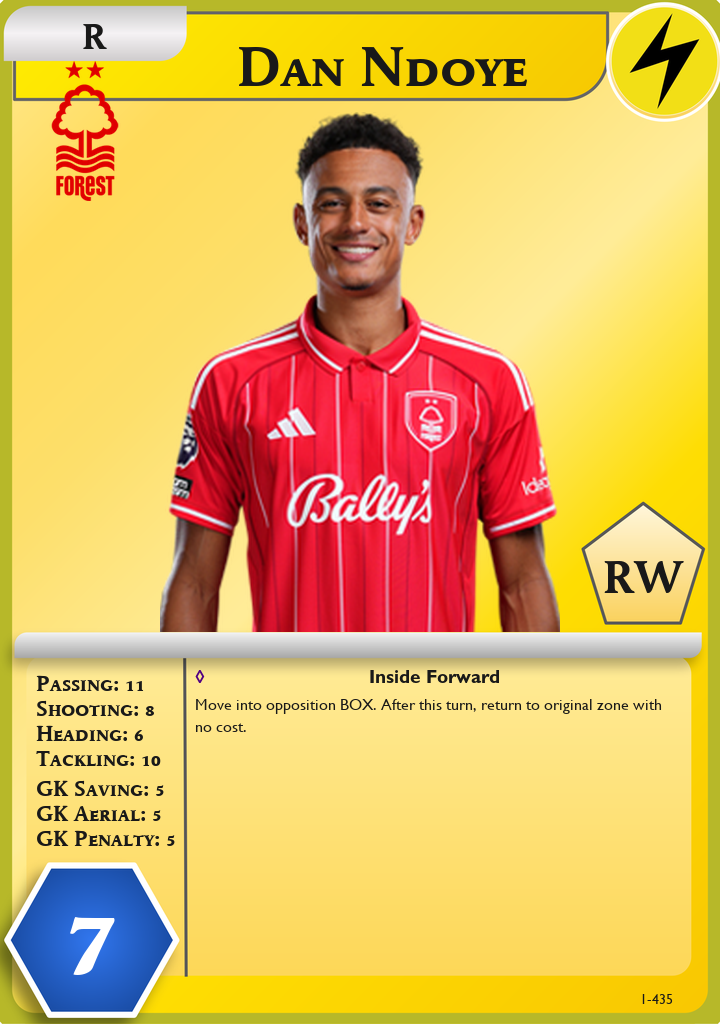 R
Dan Ndoye
FOREST
FOREST
Bally's
RW
Passing: 11
Shooting: 8
Heading: 6
Tackling: 10
GK Saving: 5
GK Aerial: 5
GK Penalty: 5
7
◊ Inside Forward
Move into opposition BOX. After this turn, return to original zone with
no cost.
1-435